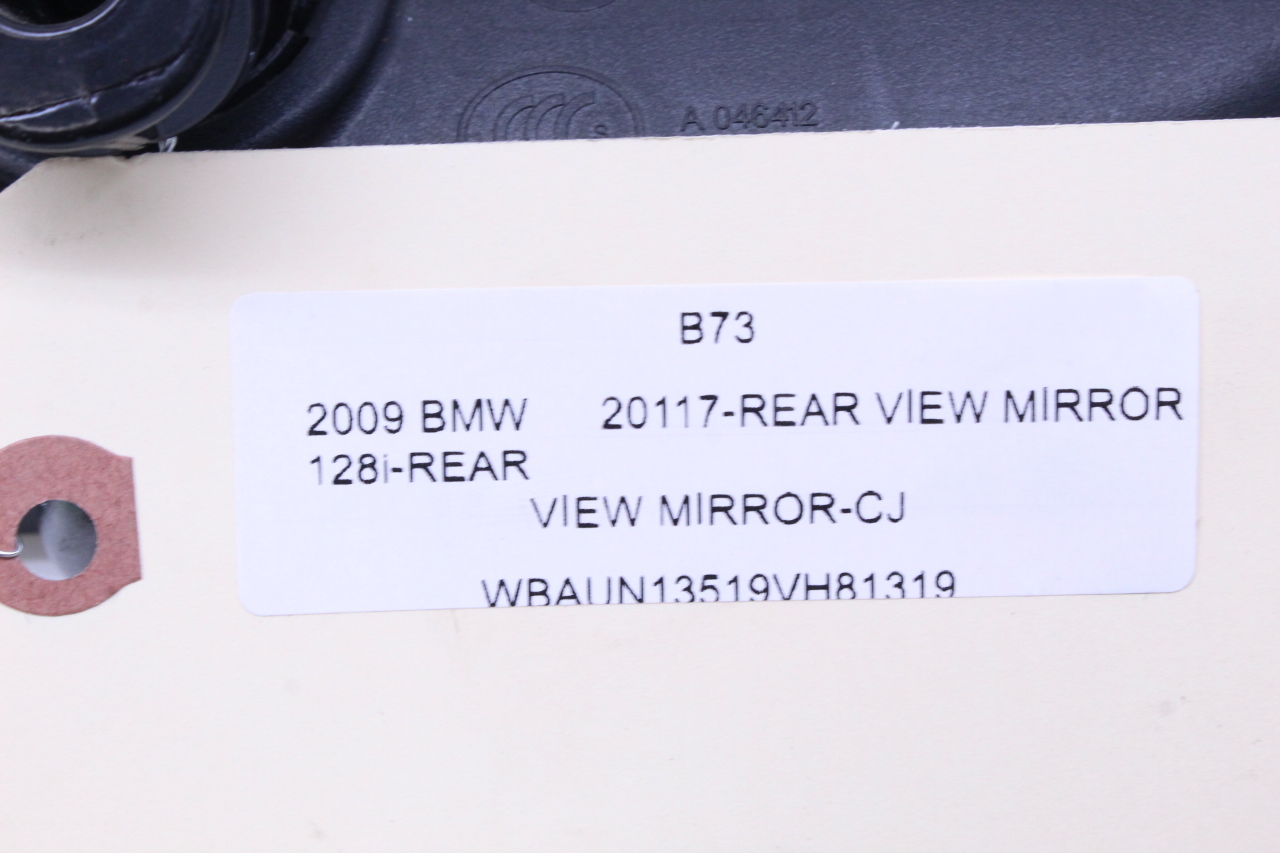 A 046412
B73
2009 BMW 20117-REAR VIEW MIRROR
128i-REAR
VIEW MIRROR-CJ
WBAUN13519VH81319